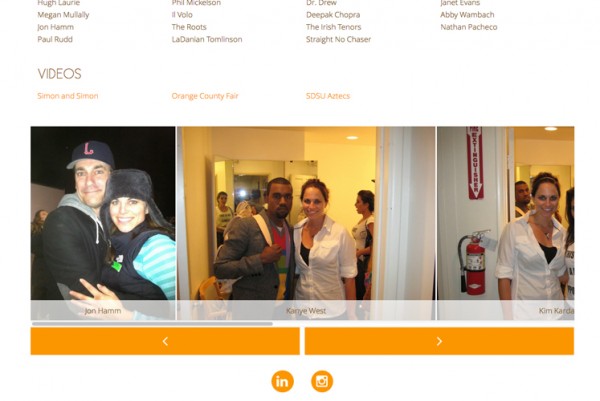 Hugh Laurie Phil Mickelson Dr. Drew Janet Evans
Megan Mullally Il Volo Deepak Chopra Abby Wambach
Jon Hamm The Roots The Irish Tenors Nathan Pacheco
Paul Rudd LaDanian Tomlinson Straight No Chaser
VIDEOS
Simon and Simon Orange County Fair SDSU Aztecs
L
FIRE
EXTINGUISHER
Jon Hamm Kanye West Kim Karda
in